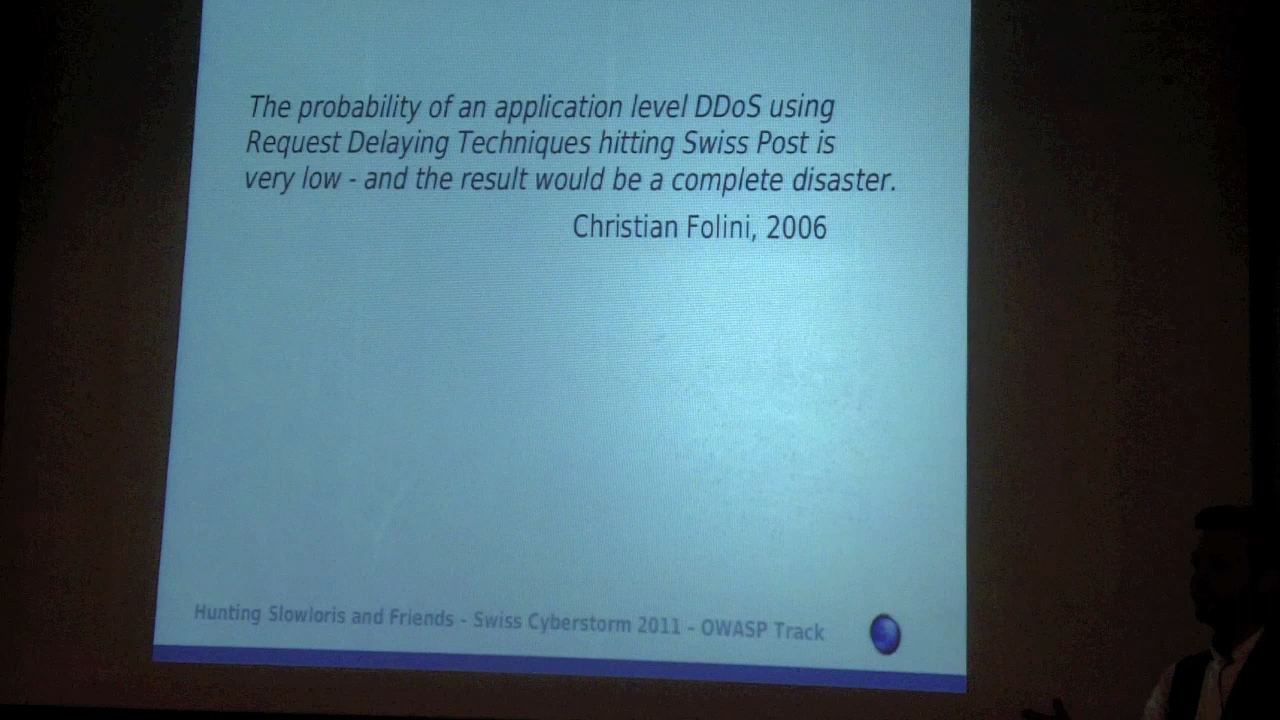 The probability of an application level DDoS using
Request Delaying Techniques hitting Swiss Post is
very low - and the result would be a complete disaster.
Christian Folini, 2006
Hunting Slowloris and Friends - Swiss Cyberstorm 2011 - OWASP Track